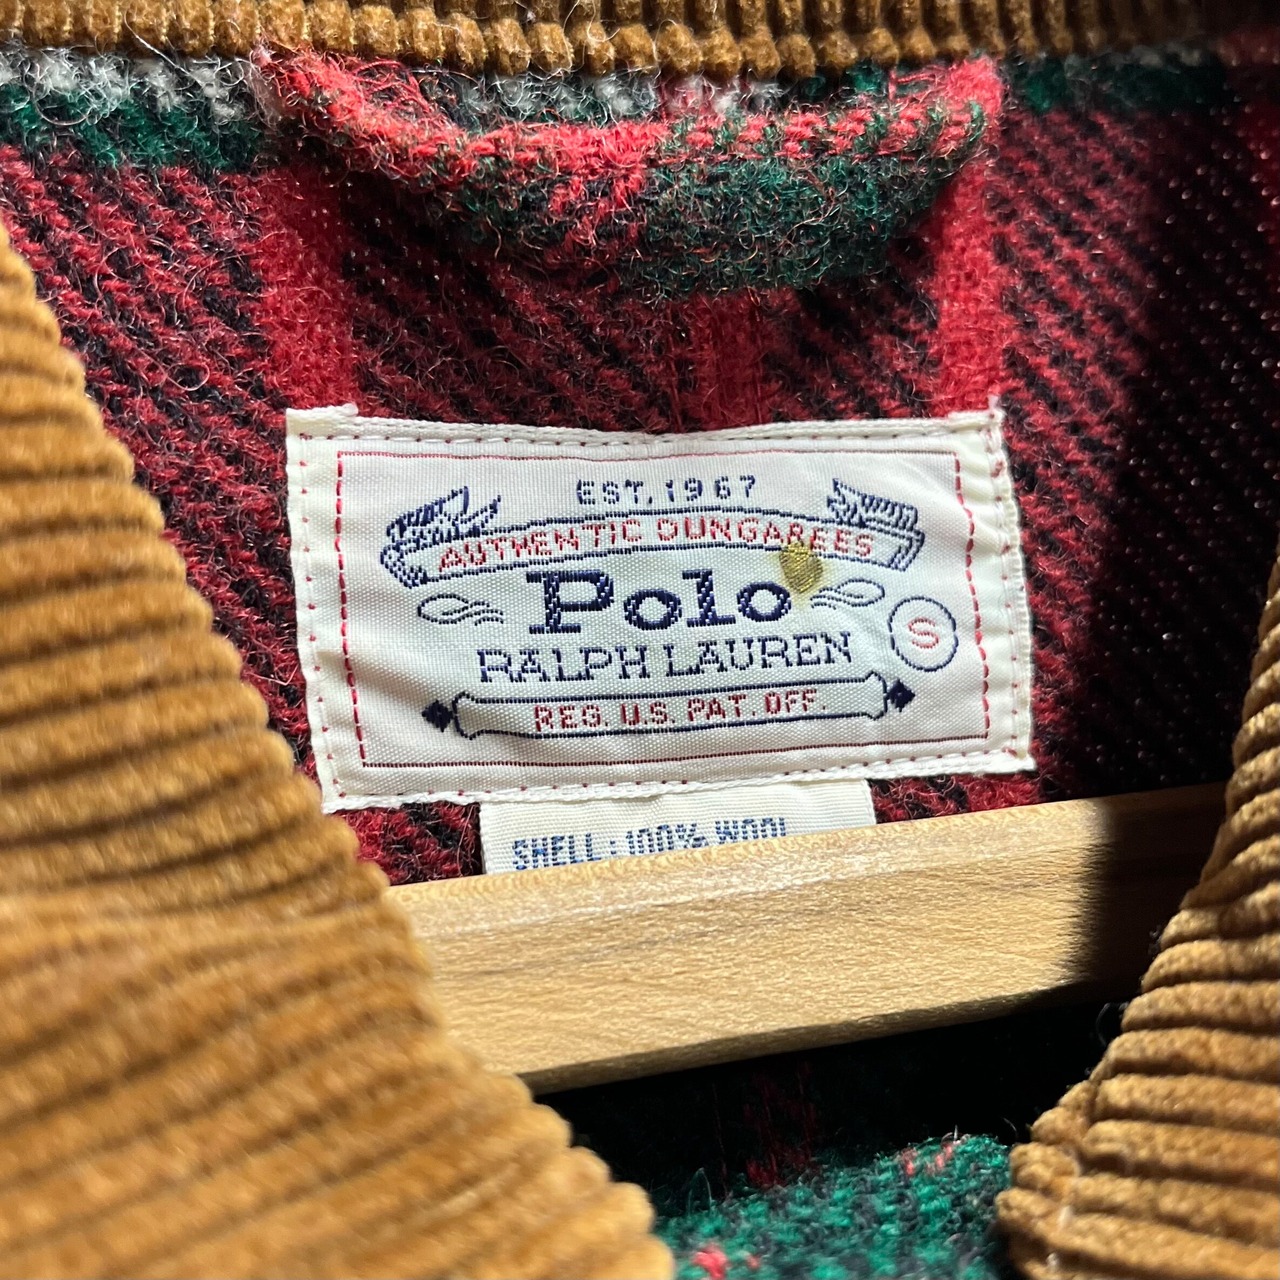 EST. 1967
AUTHENTIC DUNGAREES
Polo
RALPH LAUREN
S
REG. U.S. PAT. OFF.
SHELL : 100% WOOL